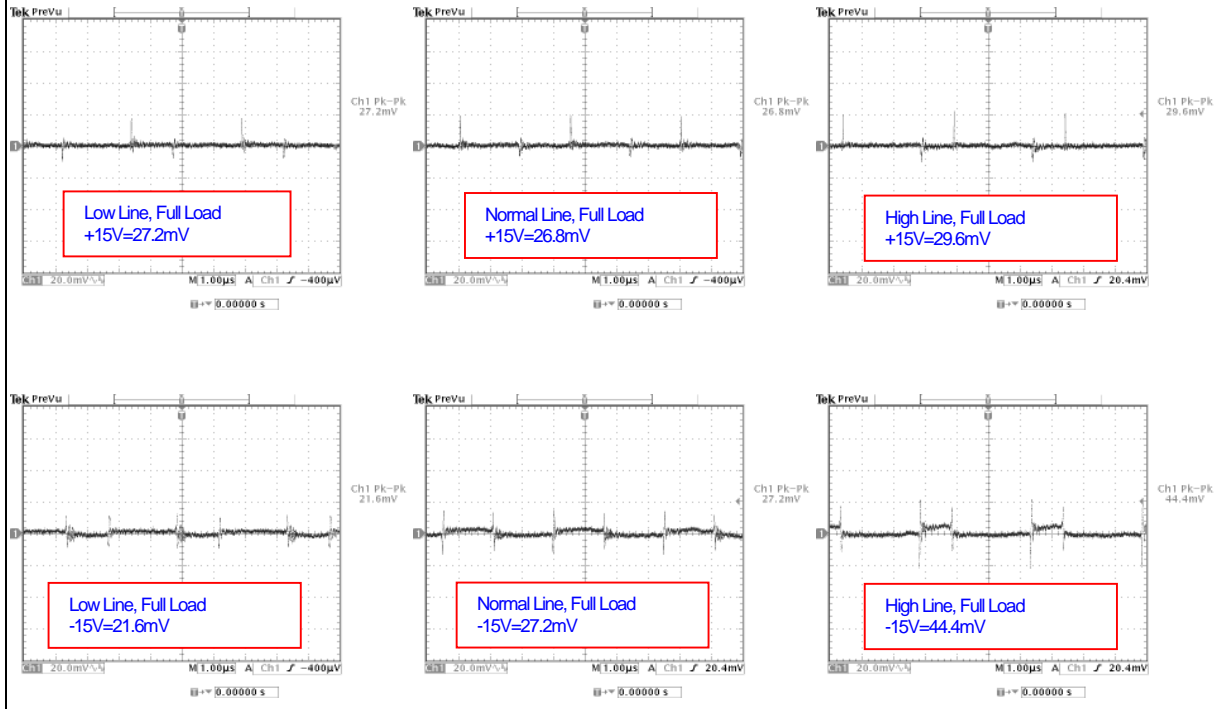 Tek PreVu
Ch1 Pk-Pk
27.2mV
1
Low Line, Full Load
+15V=27.2mV
Ch1 20.0mV M 1.00µs A Ch1 -400µV
0.00000 s
Tek PreVu
Ch1 Pk-Pk
26.8mV
1
Normal Line, Full Load
+15V=26.8mV
Ch1 20.0mV M 1.00µs A Ch1 -400µV
0.00000 s
Tek PreVu
Ch1 Pk-Pk
29.6mV
1
High Line, Full Load
+15V=29.6mV
Ch1 20.0mV M 1.00µs A Ch1 20.4mV
0.00000 s
Tek PreVu
Ch1 Pk-Pk
21.6mV
1
Low Line, Full Load
-15V=21.6mV
Ch1 20.0mV M 1.00µs A Ch1 -400µV
0.00000 s
Tek PreVu
Ch1 Pk-Pk
27.2mV
1
Normal Line, Full Load
-15V=27.2mV
Ch1 20.0mV M 1.00µs A Ch1 20.4mV
0.00000 s
Tek PreVu
Ch1 Pk-Pk
44.4mV
1
High Line, Full Load
-15V=44.4mV
Ch1 20.0mV M 1.00µs A Ch1 20.4mV
0.00000 s